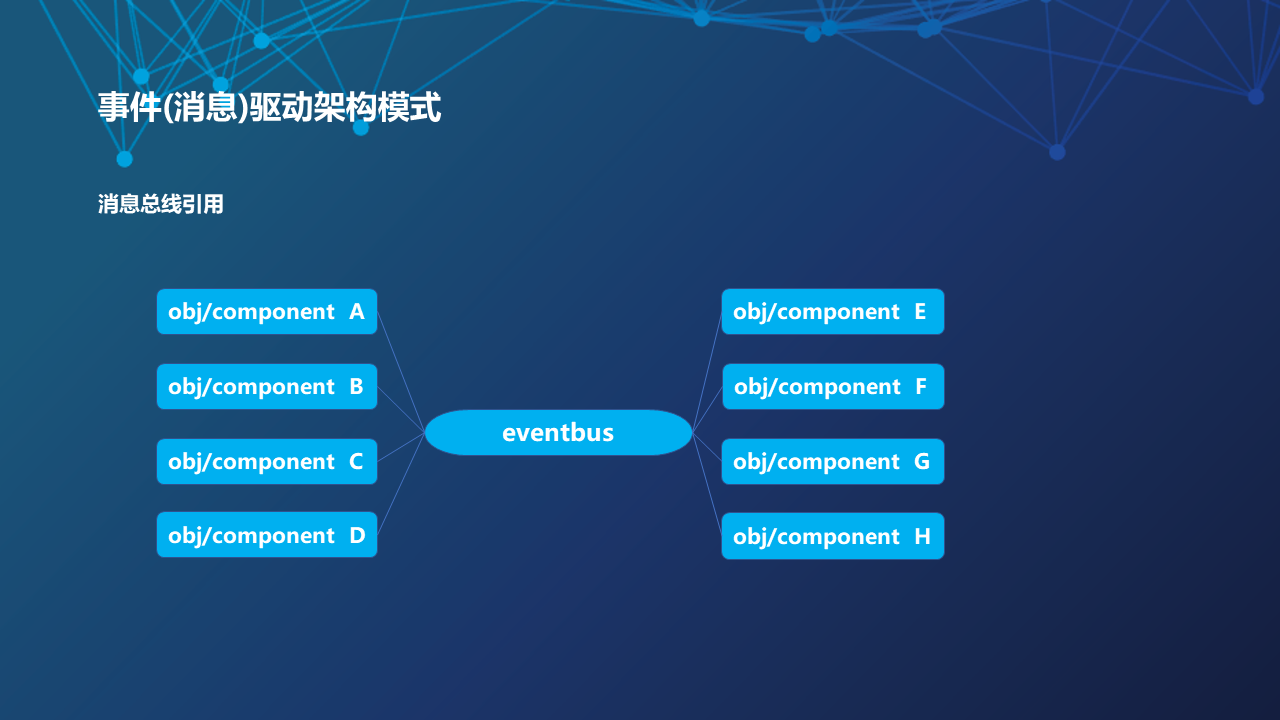 事件(消息)驱动架构模式
消息总线引用
obj/component A
obj/component B
obj/component C
obj/component D
eventbus
obj/component E
obj/component F
obj/component G
obj/component H